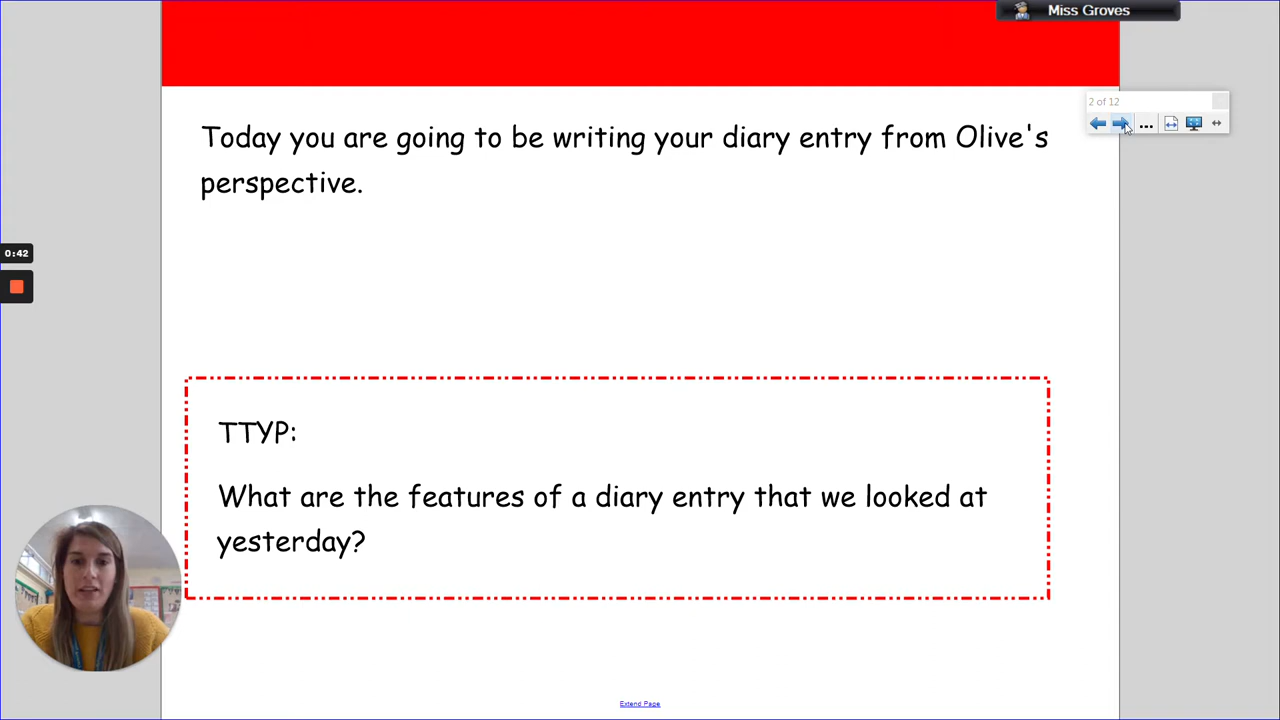 Miss Groves
2 of 12
Today you are going to be writing your diary entry from Olive's
perspective.
0:42
TTYP:
What are the features of a diary entry that we looked at
yesterday?
Extend Page